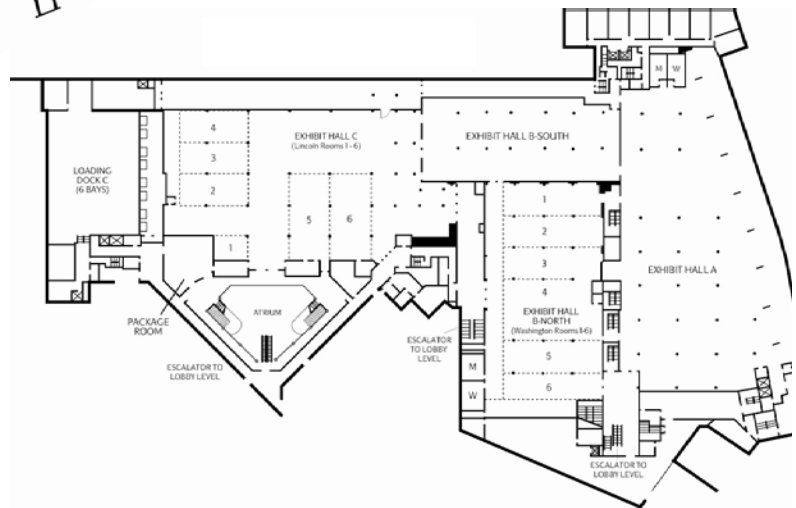 M
W
4
EXHIBIT HALL C
(Lincoln Rooms 1 - 6)
EXHIBIT HALL B-SOUTH
3
LOADING
DOCK C
(6 BAYS)
2
1
5
6
1
2
3
4
EXHIBIT HALL A
EXHIBIT HALL
B-NORTH
(Washington Rooms 1-6)
5
6
PACKAGE
ROOM
ATRIUM
ESCALATOR TO
LOBBY LEVEL
ESCALATOR
TO LOBBY
LEVEL
M
W
ESCALATOR TO
LOBBY LEVEL